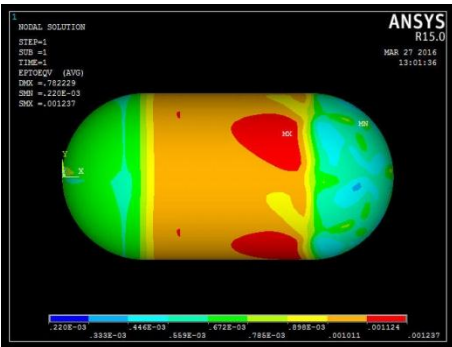 1
NODAL SOLUTION
ANSYS
R15.0
STEP=1
SUB =1
TIME=1
EPTOEQV (AVG)
DMX =.782229
SMN =.220E-03
SMX =.001237
MAR 27 2016
13:01:36
MX
MN
Y
X
.220E-03
.333E-03
.446E-03
.559E-03
.672E-03
.785E-03
.898E-03
.001011
.001124
.001237